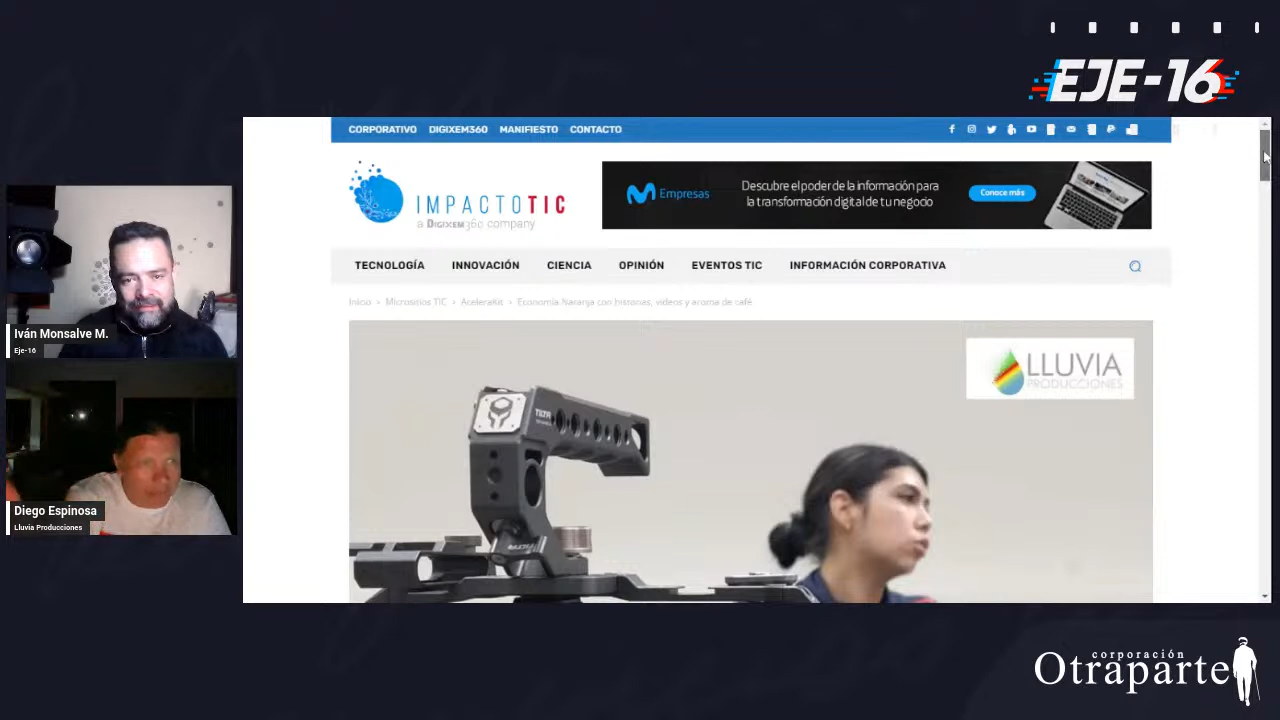 EJE-16
CORPORATIVO DIGIXEM360 MANIFIESTO CONTACTO
IMPACTOTIC
a DIGIXEM360 company
Empresas
Descubre el poder de la información para
la transformación digital de tu negocio
Conoce más
TECNOLOGÍA INNOVACIÓN CIENCIA OPINIÓN EVENTOS TIC INFORMACIÓN CORPORATIVA
Inicio › Micrositios TIC › AceleraKit › Economía Naranja con historias, videos y aroma de café
LLUVIA
PRODUCCIONES
TILTA
Iván Monsalve M.
Eje-16
Diego Espinosa
Lluvia Producciones
corporación
Otraparte